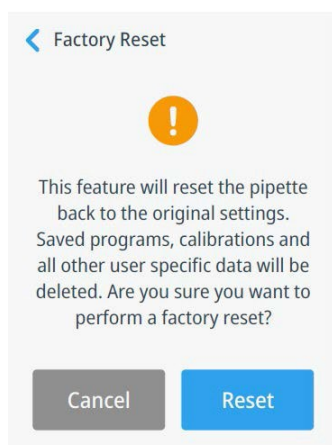 Factory Reset
This feature will reset the pipette
back to the original settings.
Saved programs, calibrations and
all other user specific data will be
deleted. Are you sure you want to
perform a factory reset?
Cancel Reset